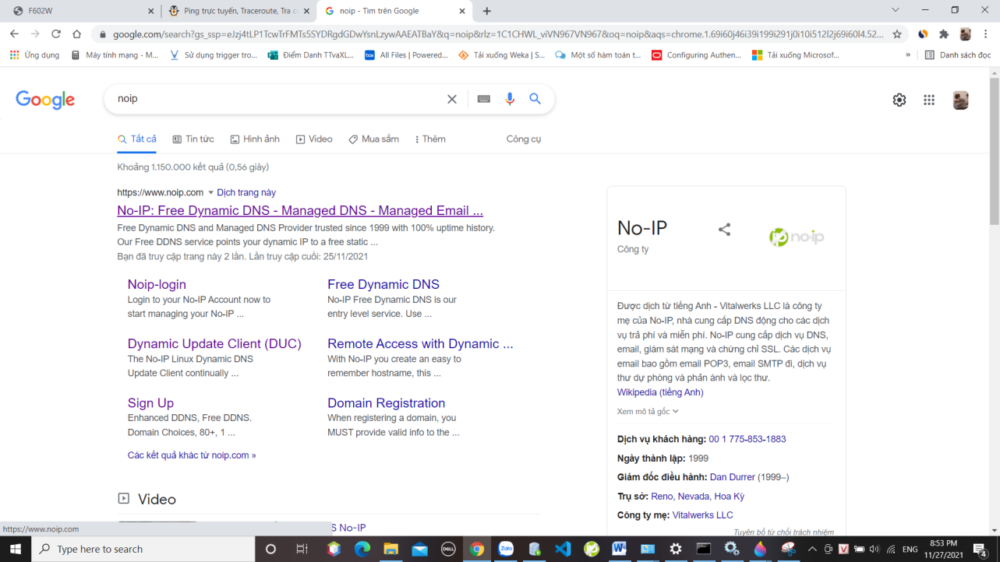 F602W
Ping trực tuyến, Traceroute, Tra c
noip - Tìm trên Google
google.com/search?gs_ssp=eJzj4tLP1TcwTrFMTs5SYDRgdGDwYsnLzywAAEATBaY&q=noip&rlz=1C1CHWL_viVN967VN967&oq=noip&aqs=chrome.1.69i60j46i39i199i291j0i10i512l2j69i60l4.52...
Ứng dụng
Máy tính mạng - M...
Sử dụng trigger tro...
Điểm Danh TTvaXL...
box
All Files | Powered...
Tải xuống Weka | S...
Một số hàm toán t...
Configuring Authen...
Tải xuống Microsof...
»
Danh sách đọc
Google
noip
Tất cả
Tin tức
Hình ảnh
Video
Mua sắm
Thêm
Công cụ
Khoảng 1.150.000 kết quả (0,56 giây)
https://www.noip.com
Dịch trang này
No-IP: Free Dynamic DNS - Managed DNS - Managed Email ...
Free Dynamic DNS and Managed DNS Provider trusted since 1999 with 100% uptime history.
Our Free DDNS service points your dynamic IP to a free static ...
Bạn đã truy cập trang này 2 lần. Lần truy cập cuối: 25/11/2021
Noip-login
Login to your No-IP Account now to
start managing your No-IP ...
Free Dynamic DNS
No-IP Free Dynamic DNS is our
entry level service. Use ...
Dynamic Update Client (DUC)
The No-IP Linux Dynamic DNS
Update Client continually ...
Remote Access with Dynamic ...
With No-IP you create an easy to
remember hostname, this ...
Sign Up
Enhanced DDNS, Free DDNS.
Domain Choices, 80+, 1 ...
Domain Registration
When registering a domain, you
MUST provide valid info to the ...
Các kết quả khác từ noip.com »
Video
S No-IP
No-IP
Công ty
no-ip
Được dịch từ tiếng Anh - Vitalwerks LLC là công ty
mẹ của No-IP, nhà cung cấp DNS động cho các dịch
vụ trả phí và miễn phí. No-IP cung cấp dịch vụ DNS,
email, giám sát mạng và chứng chỉ SSL. Các dịch vụ
email bao gồm email POP3, email SMTP đi, dịch vụ
thư dự phòng và phản ánh và lọc thư.
Wikipedia (tiếng Anh)
Xem mô tả gốc
Dịch vụ khách hàng: 00 1 775-853-1883
Ngày thành lập: 1999
Giám đốc điều hành: Dan Durrer (1999–)
Trụ sở: Reno, Nevada, Hoa Kỳ
Công ty mẹ: Vitalwerks LLC
Tuyên bố từ chối trách nhiệm
https://www.noip.com
Type here to search
DELL
Zalo
V
ENG
8:53 PM
11/27/2021
4